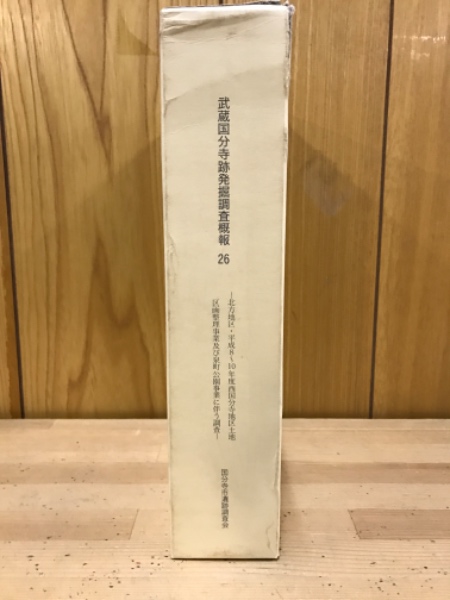 武蔵国分寺跡発掘調査概報 26
―北方地区・平成8~10年度西国分寺地区土地
区画整理事業及び泉町公園事業に伴う調査―
国分寺市遺跡調査会